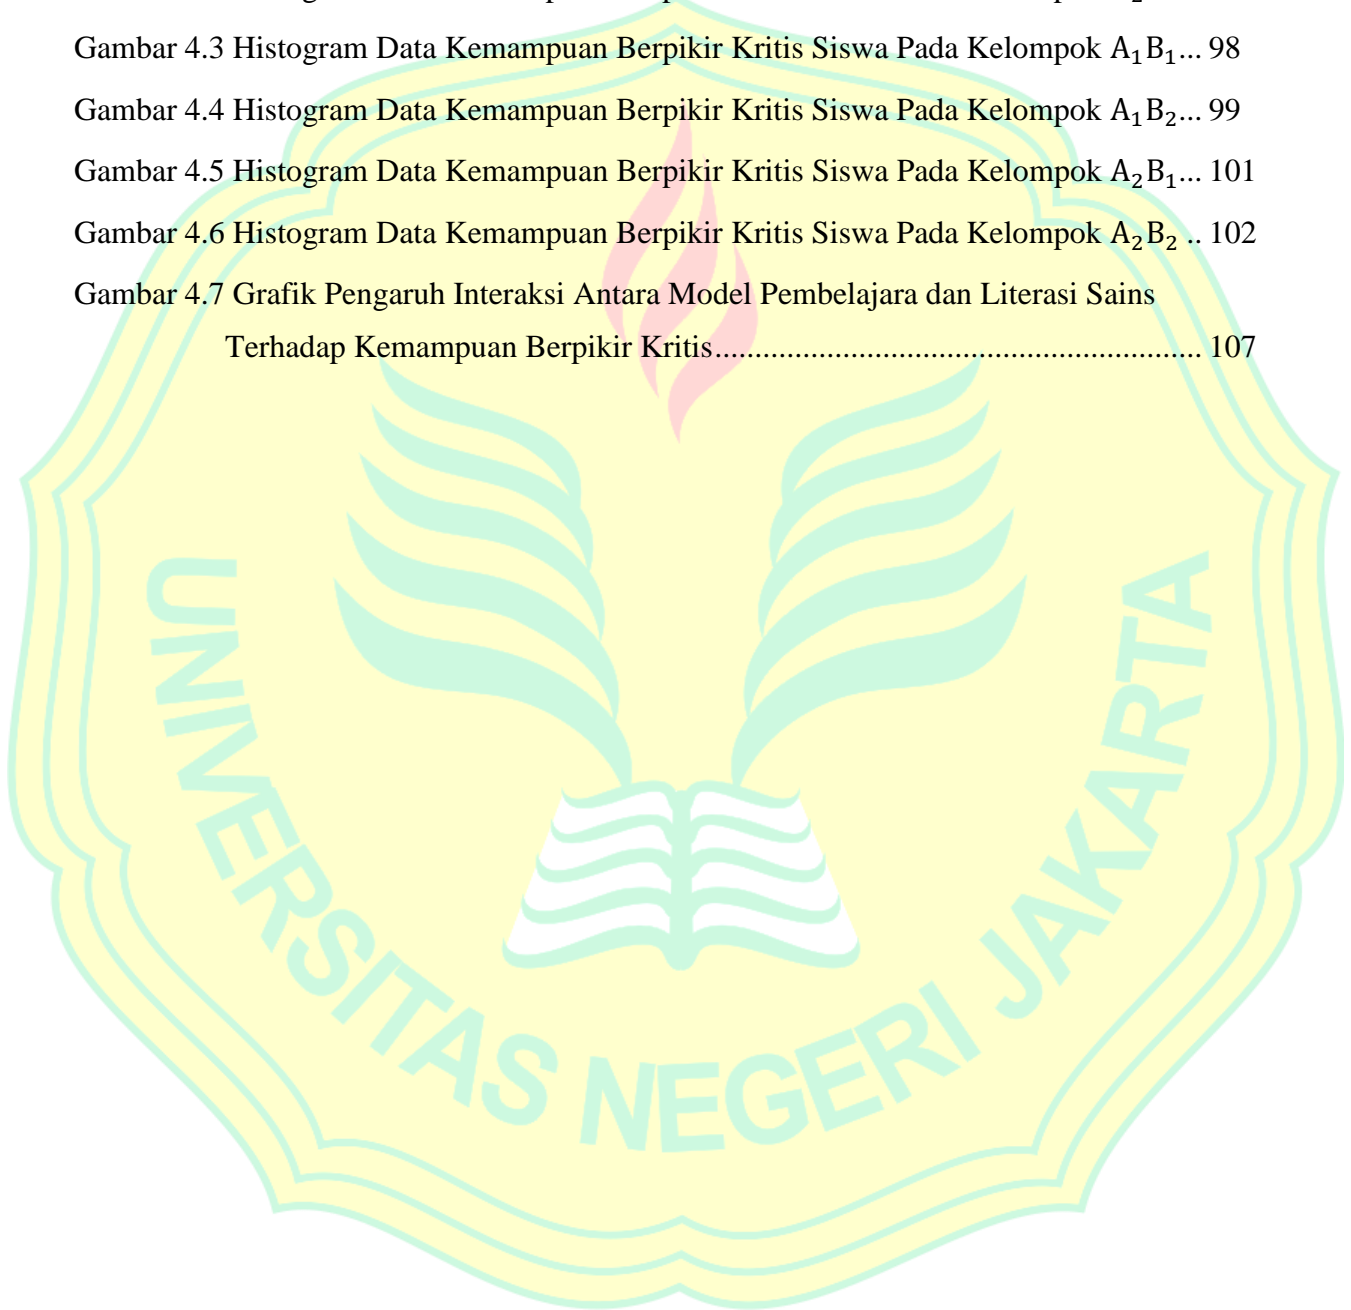 Gambar 4.3 Histogram Data Kemampuan Berpikir Kritis Siswa Pada Kelompok A₁B₁... 98
Gambar 4.4 Histogram Data Kemampuan Berpikir Kritis Siswa Pada Kelompok A₁B₂... 99
Gambar 4.5 Histogram Data Kemampuan Berpikir Kritis Siswa Pada Kelompok A₂B₁... 101
Gambar 4.6 Histogram Data Kemampuan Berpikir Kritis Siswa Pada Kelompok A₂B₂ .. 102
Gambar 4.7 Grafik Pengaruh Interaksi Antara Model Pembelajara dan Literasi Sains
Terhadap Kemampuan Berpikir Kritis............................................................. 107
UNIVERSITAS NEGERI JAKARTA